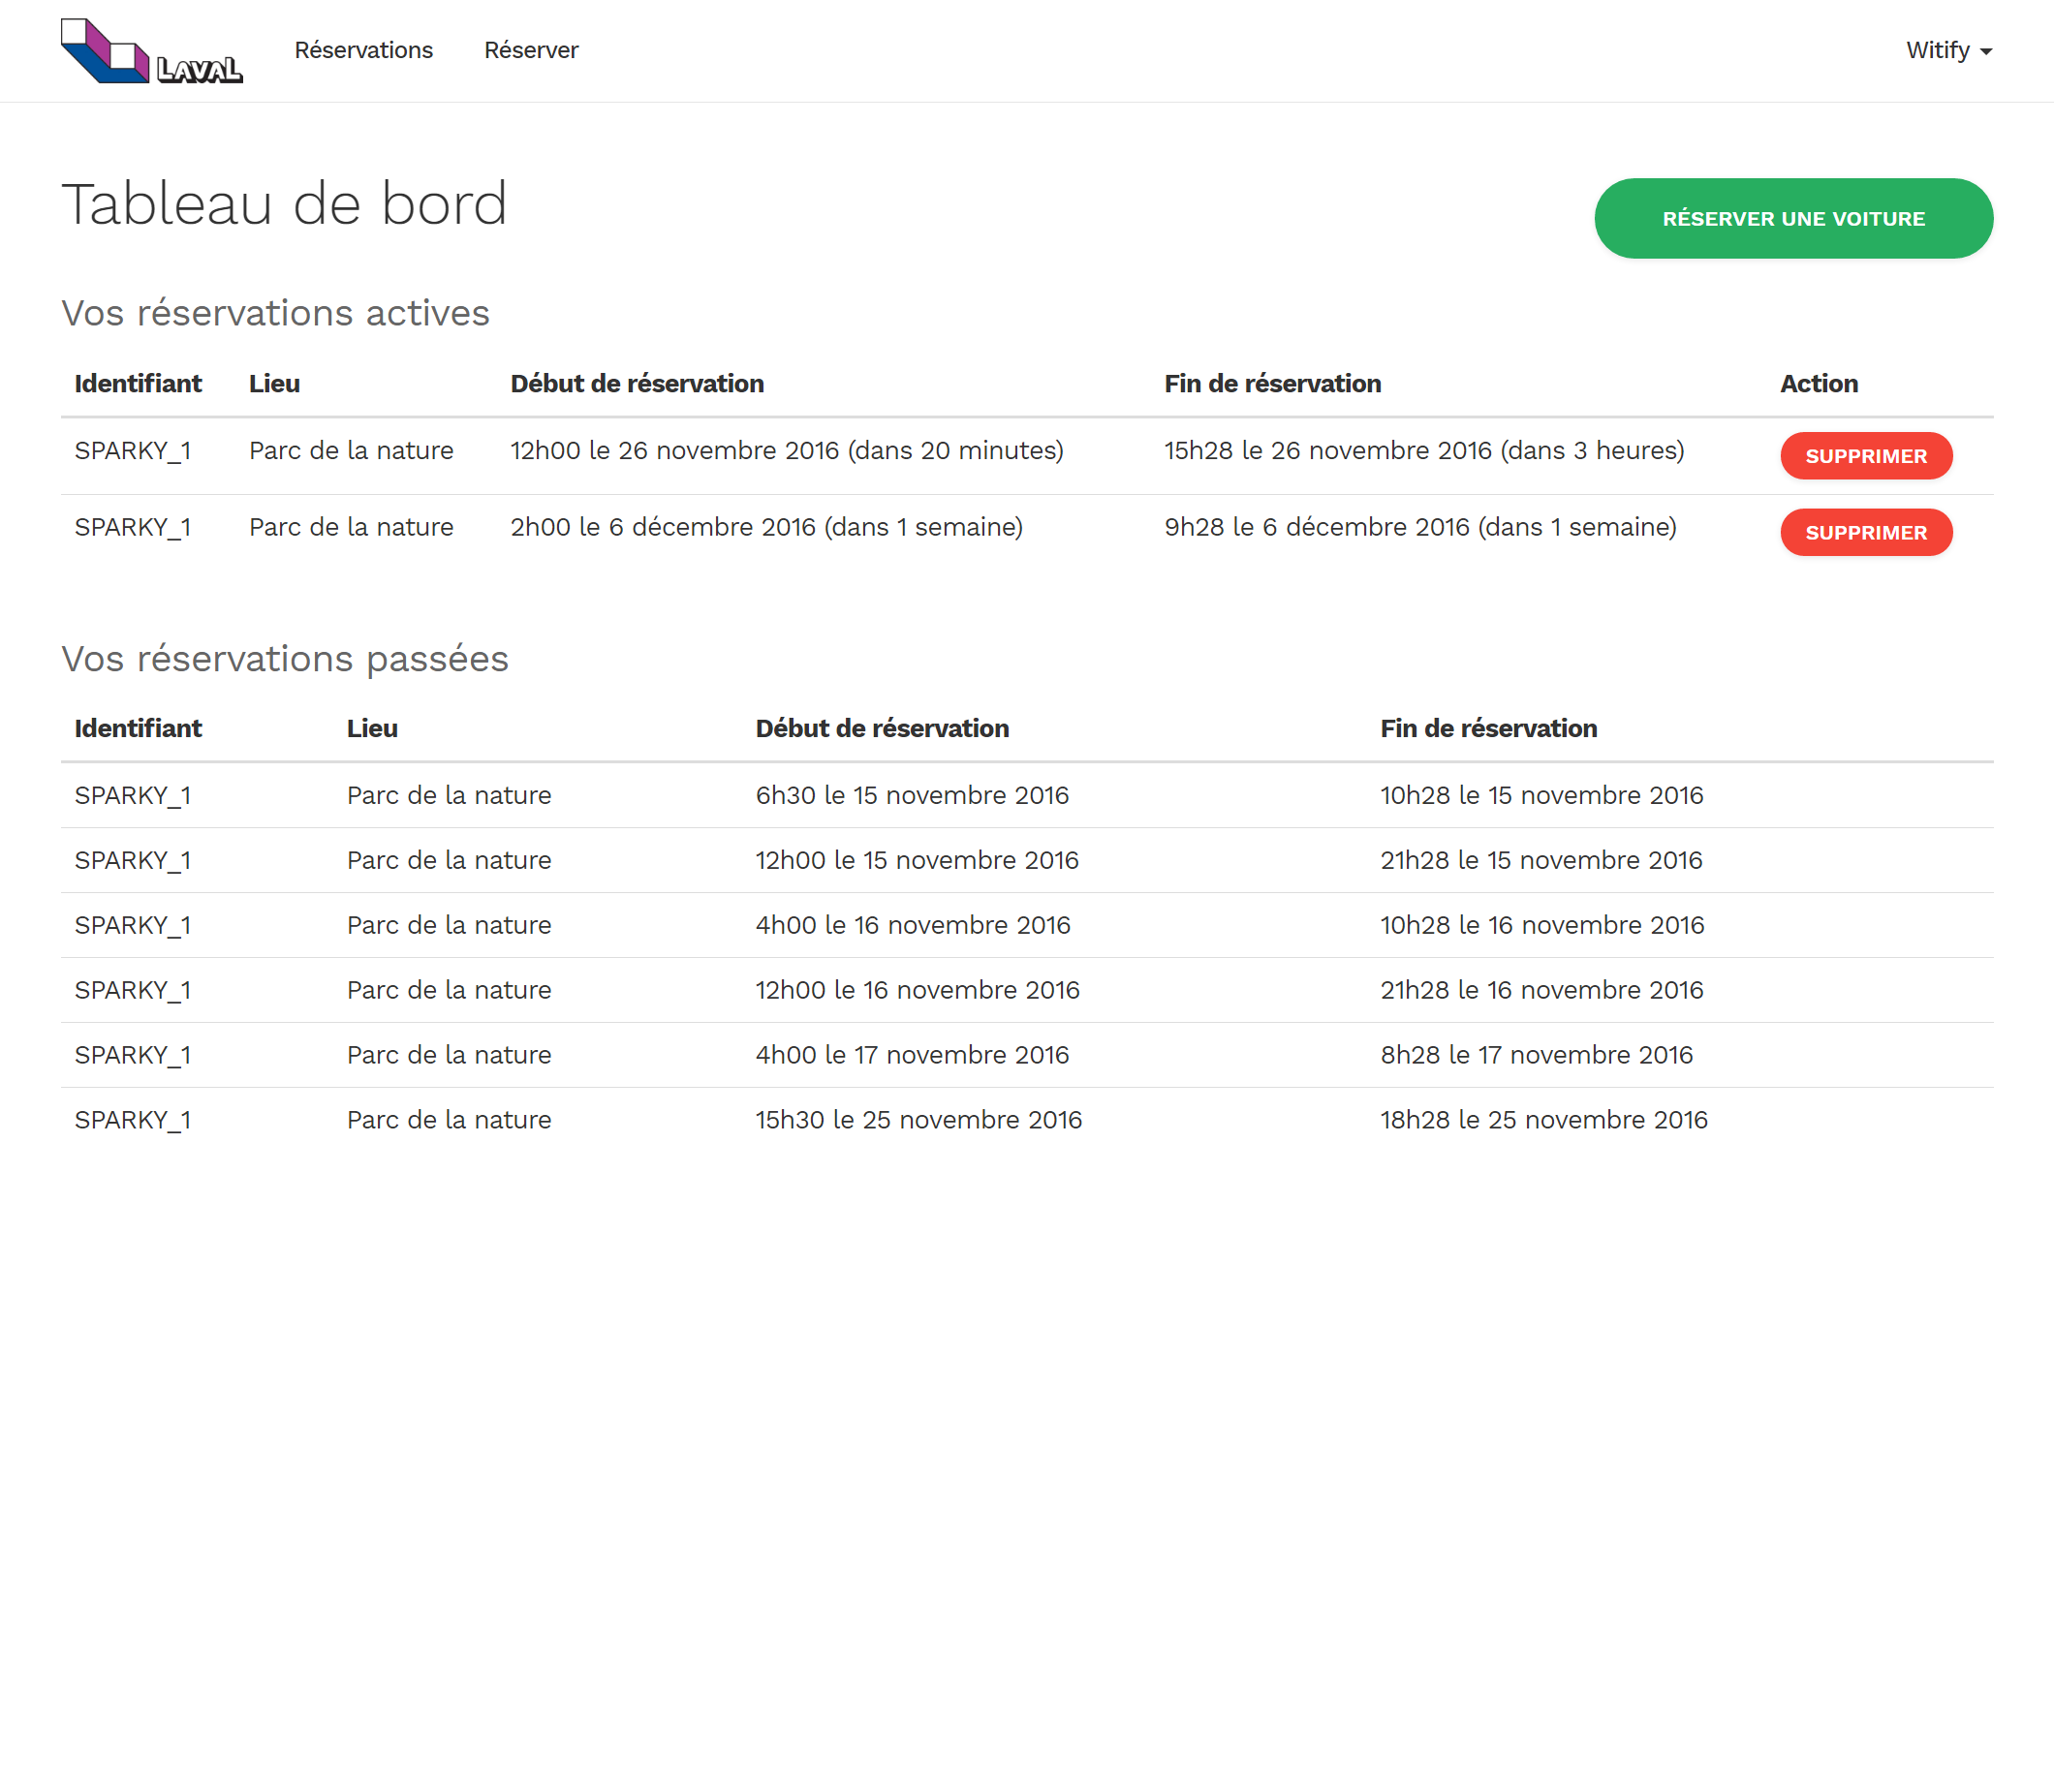 LAVAL Réservations Réserver Witify
Tableau de bord
RÉSERVER UNE VOITURE
Vos réservations actives
Identifiant Lieu Début de réservation Fin de réservation Action
SPARKY_1 Parc de la nature 12h00 le 26 novembre 2016 (dans 20 minutes) 15h28 le 26 novembre 2016 (dans 3 heures) SUPPRIMER
SPARKY_1 Parc de la nature 2h00 le 6 décembre 2016 (dans 1 semaine) 9h28 le 6 décembre 2016 (dans 1 semaine) SUPPRIMER
Vos réservations passées
Identifiant Lieu Début de réservation Fin de réservation
SPARKY_1 Parc de la nature 6h30 le 15 novembre 2016 10h28 le 15 novembre 2016
SPARKY_1 Parc de la nature 12h00 le 15 novembre 2016 21h28 le 15 novembre 2016
SPARKY_1 Parc de la nature 4h00 le 16 novembre 2016 10h28 le 16 novembre 2016
SPARKY_1 Parc de la nature 12h00 le 16 novembre 2016 21h28 le 16 novembre 2016
SPARKY_1 Parc de la nature 4h00 le 17 novembre 2016 8h28 le 17 novembre 2016
SPARKY_1 Parc de la nature 15h30 le 25 novembre 2016 18h28 le 25 novembre 2016